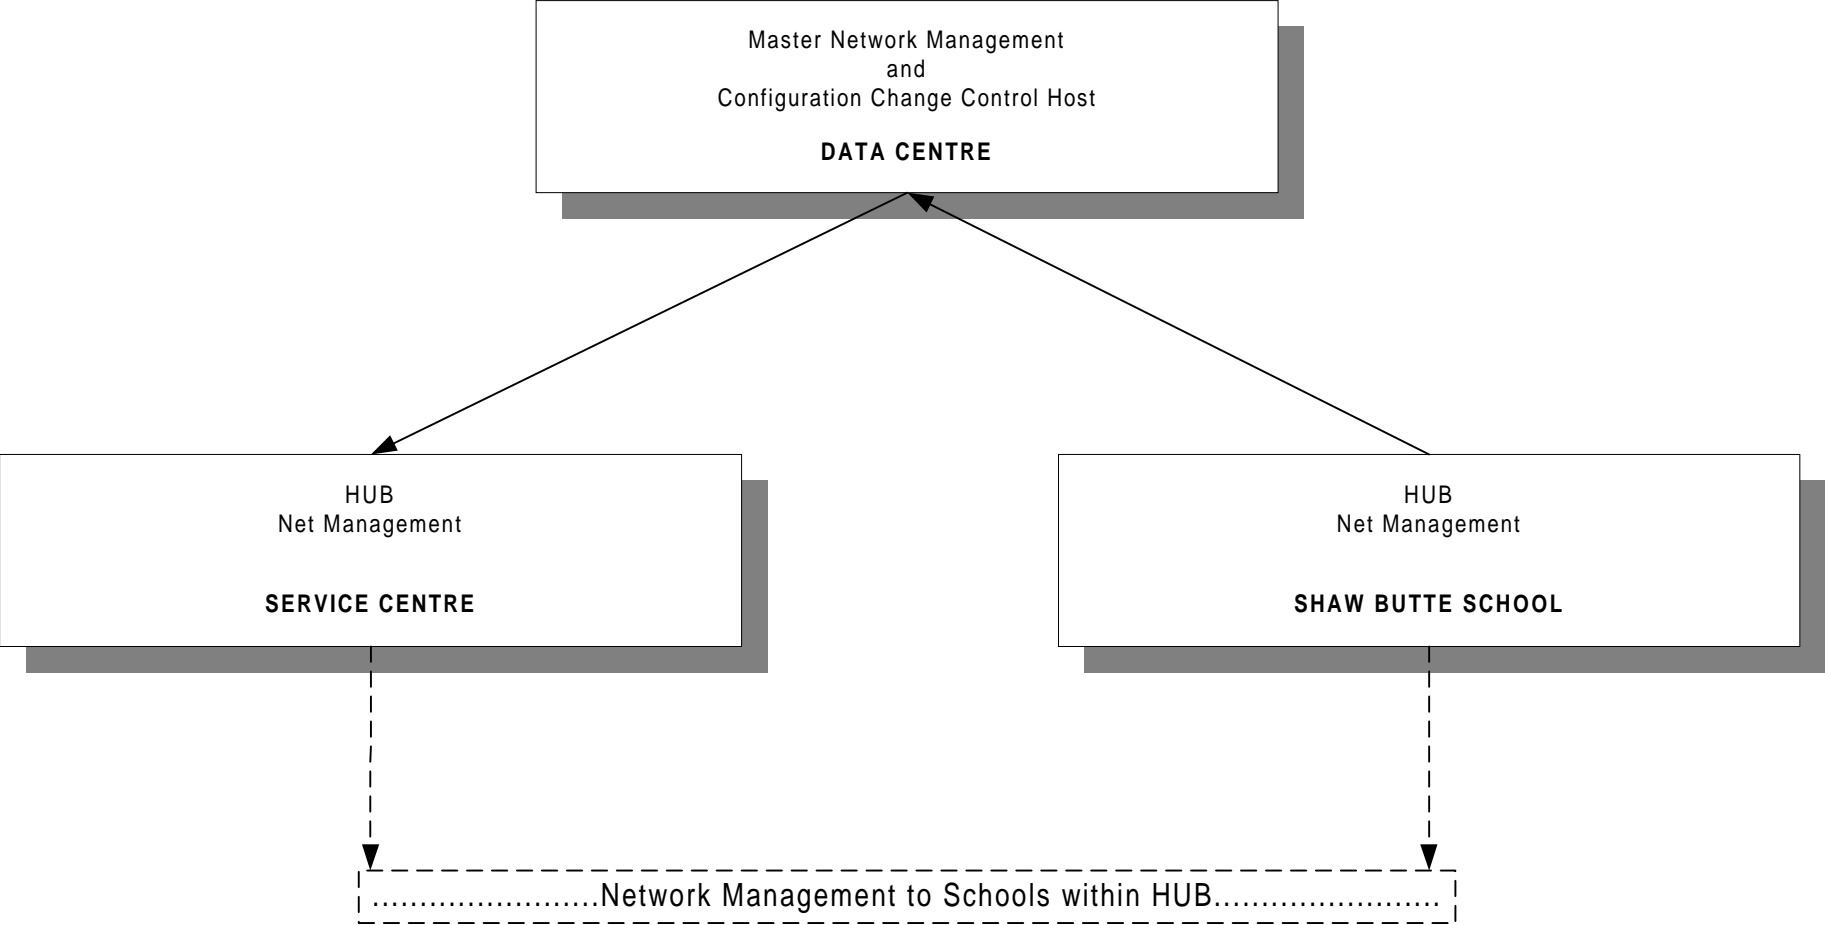 Master Network Management
and
Configuration Change Control Host
DATA CENTRE
HUB
Net Management
SERVICE CENTRE
HUB
Net Management
SHAW BUTTE SCHOOL
........................Network Management to Schools within HUB........................